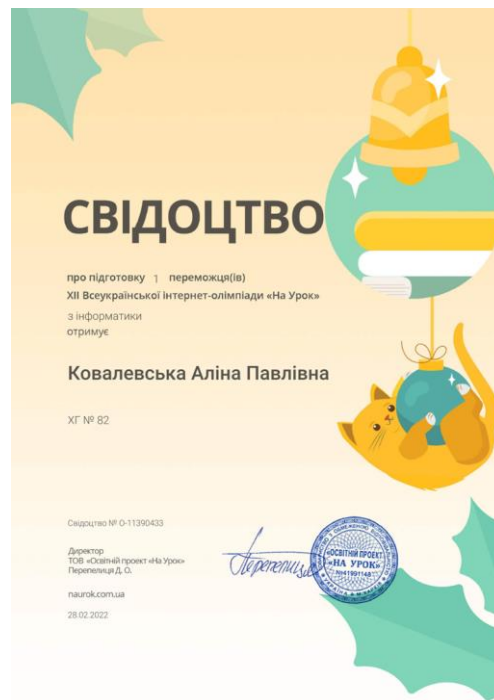 СВІДОЦТВО
про підготовку 1 переможця(ів)
XII Всеукраїнської інтернет-олімпіади «На Урок»
з інформатики
отримує
Ковалевська Аліна Павлівна
ХГ № 82
Свідоцтво № О-11390433
Директор
ТОВ «Освітній проект «На Урок»
Перепелиця Д. О.
naurok.com.ua
28.02.2022
«ОСВІТНІЙ ПРОЕКТ
«НА УРОК»
№41991148